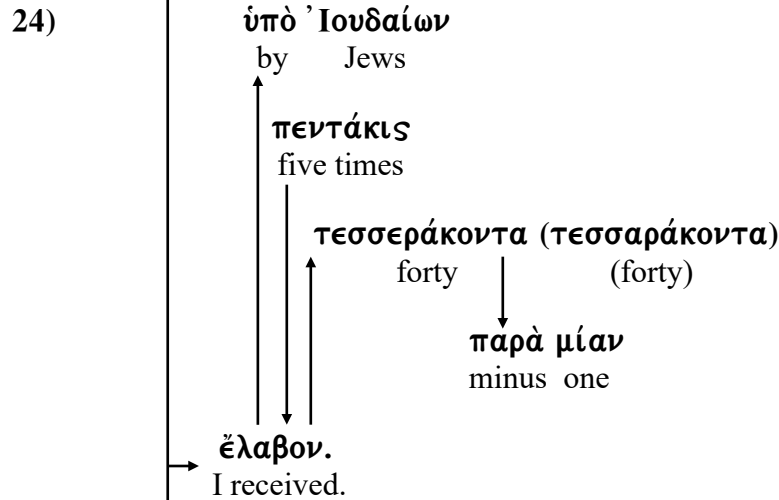 24) ὑπὸ Ἰουδαίων
by Jews
πεντάκις
five times
τεσσεράκοντα (τεσσαράκοντα)
forty (forty)
παρὰ μίαν
minus one
ἔλαβον.
I received.